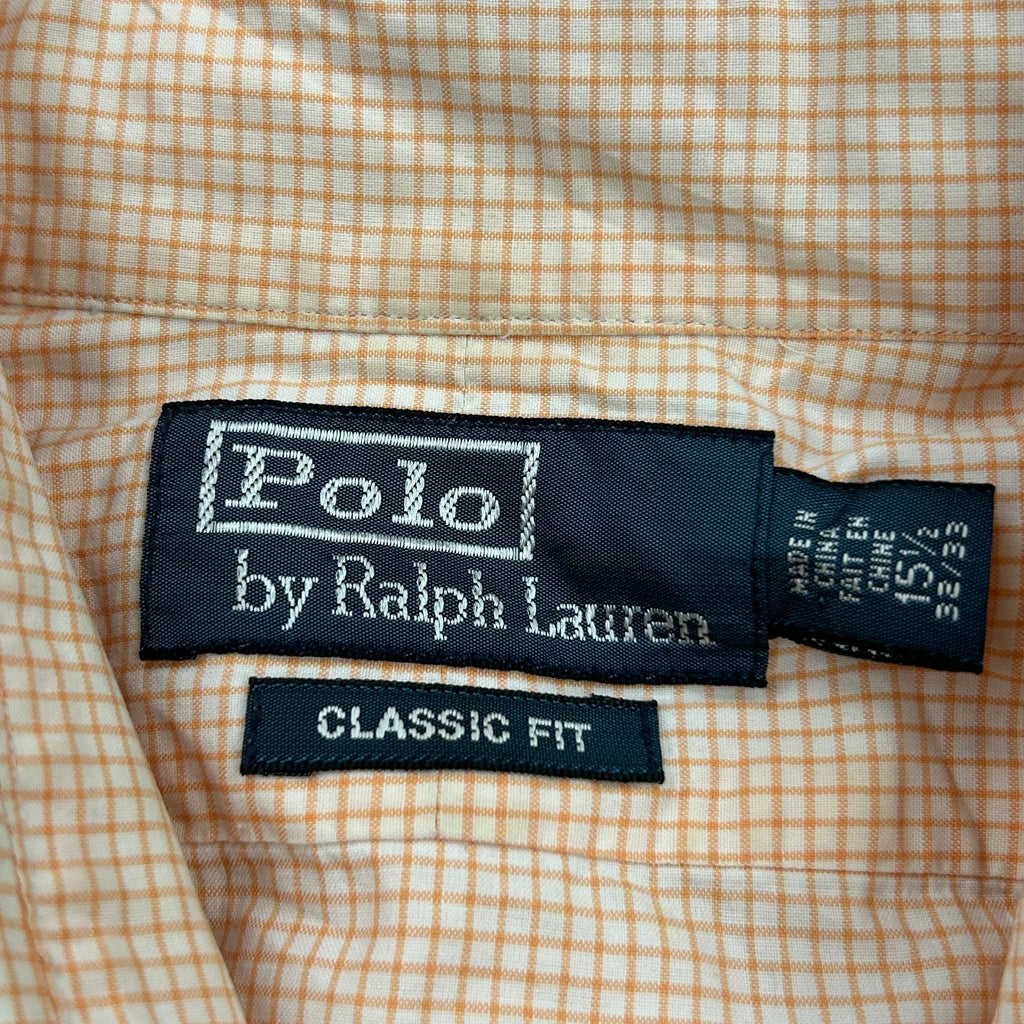 Polo
by Ralph Lauren
MADE IN
CHINA
FAIT EN
CHINE
15½
32/33
CLASSIC FIT